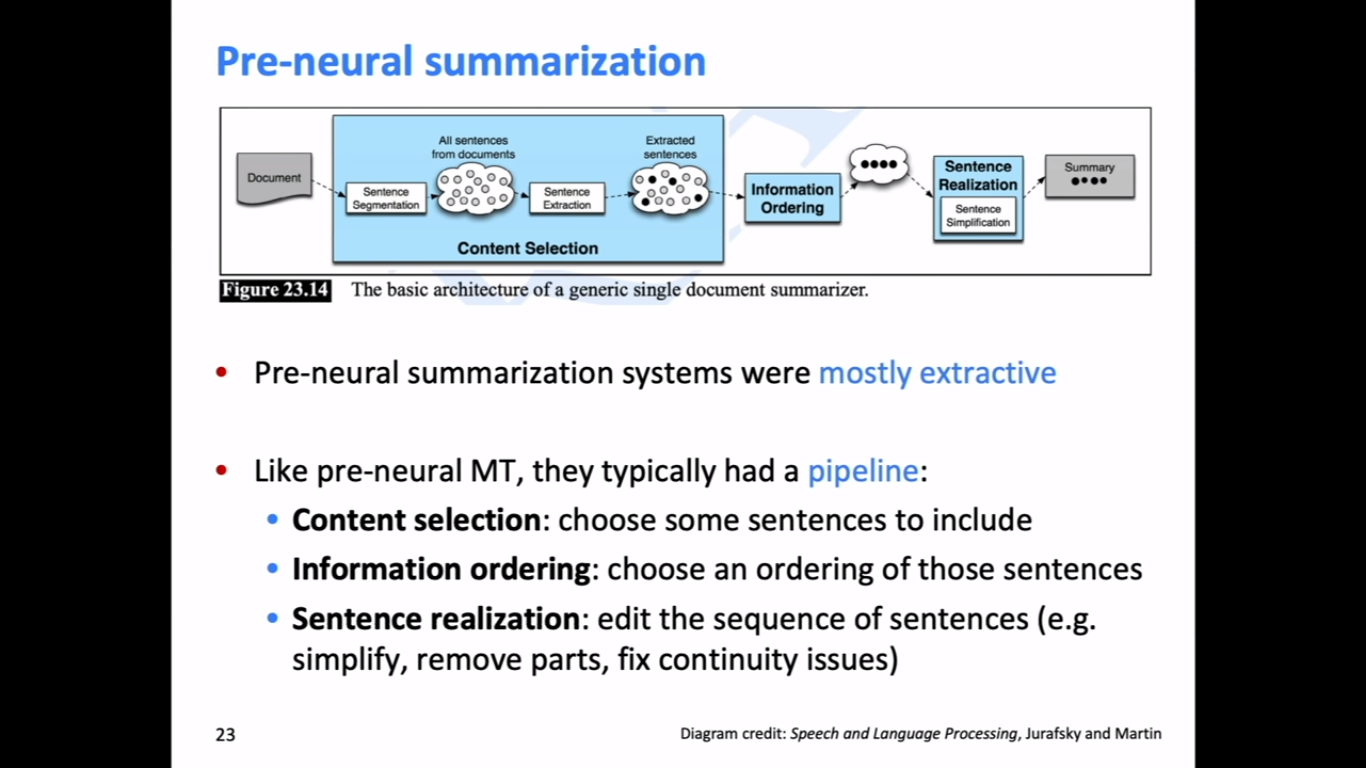 Pre-neural summarization
Document
Sentence
Segmentation
All sentences
from documents
Sentence
Extraction
Extracted
sentences
Content Selection
Information
Ordering
Sentence
Realization
Sentence
Simplification
Summary
Figure 23.14 The basic architecture of a generic single document summarizer.
• Pre-neural summarization systems were mostly extractive
• Like pre-neural MT, they typically had a pipeline:
• Content selection: choose some sentences to include
• Information ordering: choose an ordering of those sentences
• Sentence realization: edit the sequence of sentences (e.g.
simplify, remove parts, fix continuity issues)
23
Diagram credit: Speech and Language Processing, Jurafsky and Martin